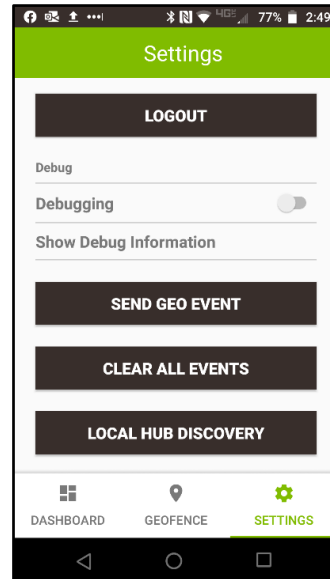 4GE 77% 2:49
Settings
LOGOUT
Debug
Debugging
Show Debug Information
SEND GEO EVENT
CLEAR ALL EVENTS
LOCAL HUB DISCOVERY
DASHBOARD GEOFENCE SETTINGS